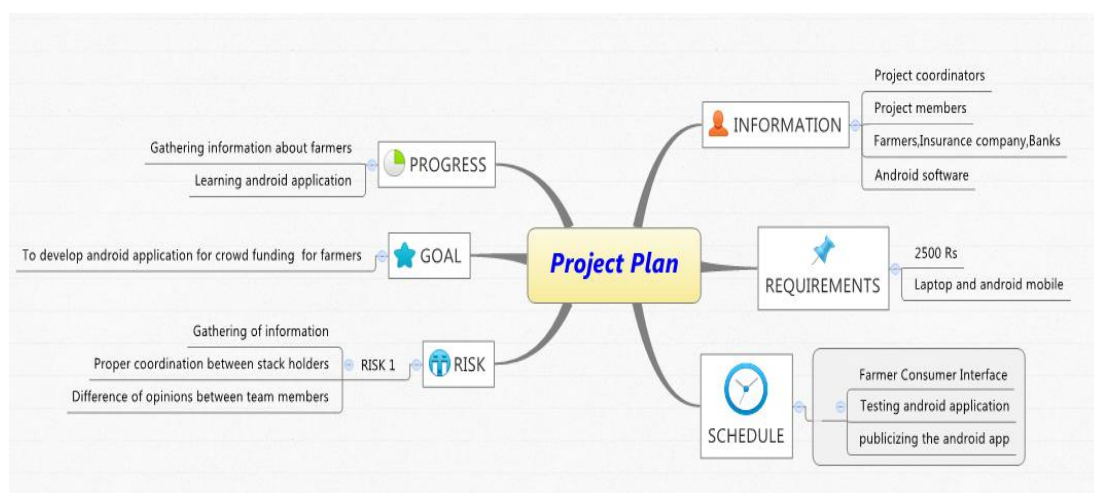 Project Plan
INFORMATION
Project coordinators
Project members
Farmers,Insurance company,Banks
Android software
REQUIREMENTS
2500 Rs
Laptop and android mobile
SCHEDULE
Farmer Consumer Interface
Testing android application
publicizing the android app
PROGRESS
Gathering information about farmers
Learning android application
GOAL
To develop android application for crowd funding for farmers
RISK
RISK 1
Gathering of information
Proper coordination between stack holders
Difference of opinions between team members